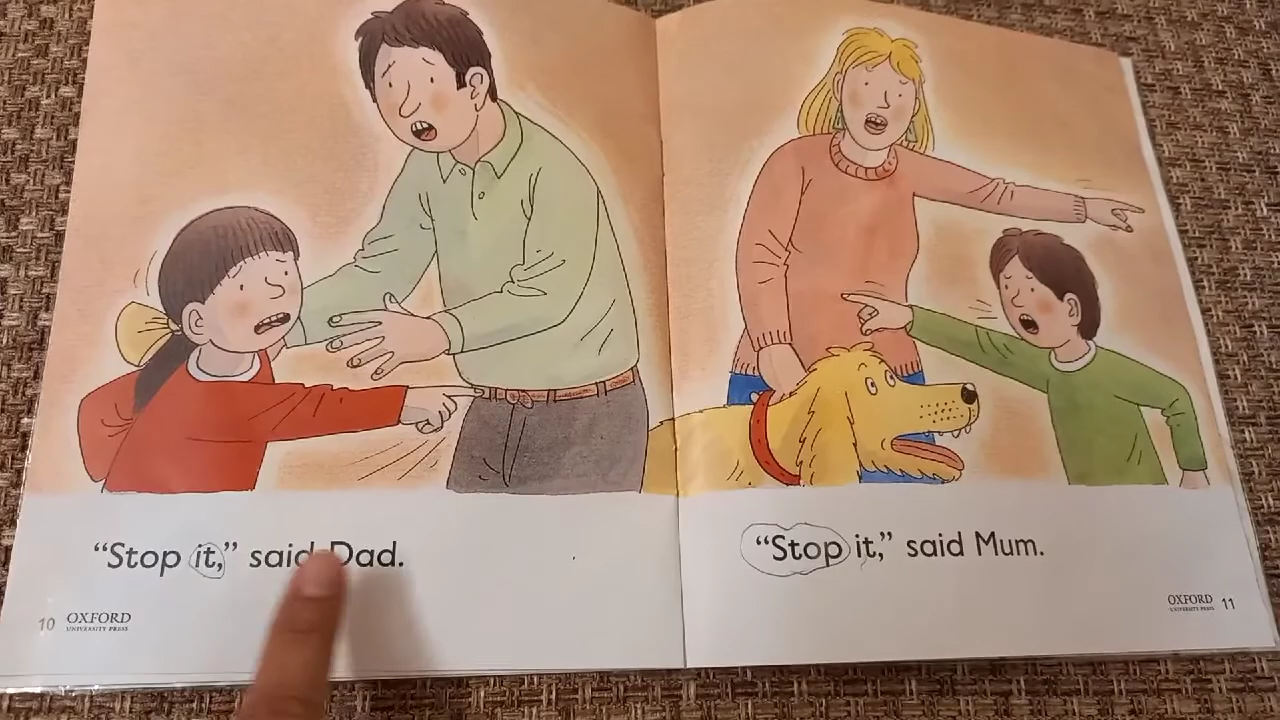 “Stop it,” said Dad.
10 OXFORD
UNIVERSITY PRESS
“Stop it,” said Mum.
OXFORD 11
UNIVERSITY PRESS